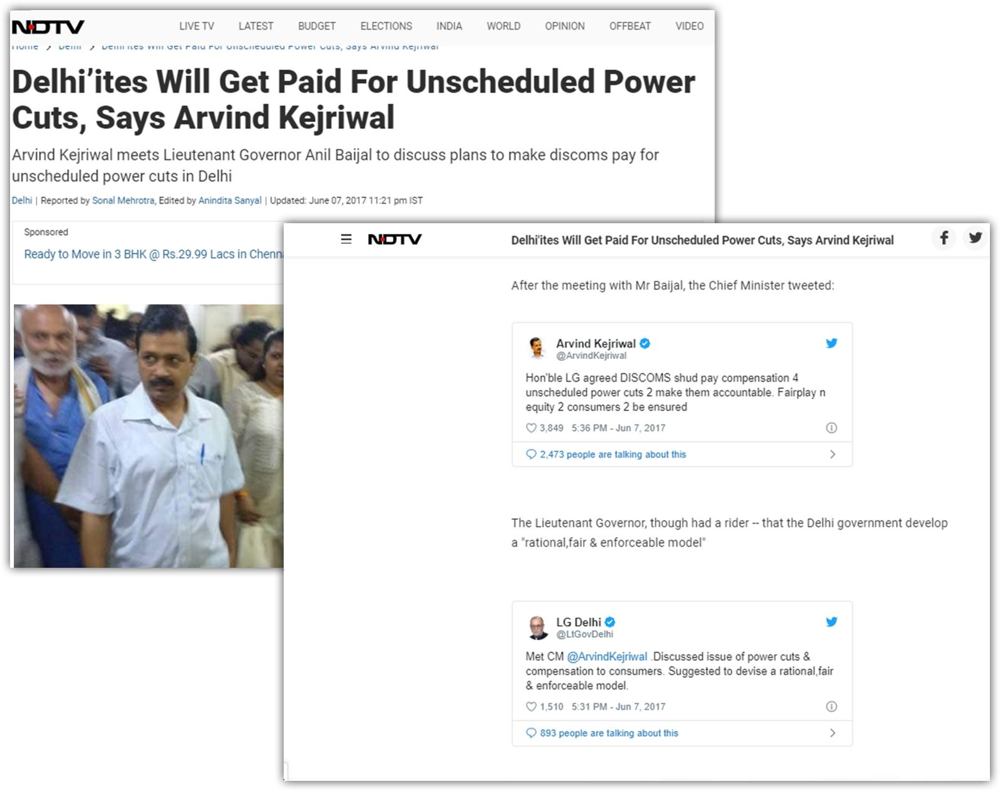 NDTV
LIVE TV LATEST BUDGET ELECTIONS INDIA WORLD OPINION OFFBEAT VIDEO
Home > Delhi > Delhi'ites Will Get Paid For Unscheduled Power Cuts, Says Arvind Kejriwal
Delhi’ites Will Get Paid For Unscheduled Power
Cuts, Says Arvind Kejriwal
Arvind Kejriwal meets Lieutenant Governor Anil Baijal to discuss plans to make discoms pay for
unscheduled power cuts in Delhi
Delhi | Reported by Sonal Mehrotra, Edited by Anindita Sanyal | Updated: June 07, 2017 11:21 pm IST
Sponsored
Ready to Move in 3 BHK @ Rs.29.99 Lacs in Chenn
NDTV
Delhi'ites Will Get Paid For Unscheduled Power Cuts, Says Arvind Kejriwal
After the meeting with Mr Baijal, the Chief Minister tweeted:
Arvind Kejriwal
@ArvindKejriwal
Hon'ble LG agreed DISCOMS shud pay compensation 4
unscheduled power cuts 2 make them accountable. Fairplay n
equity 2 consumers 2 be ensured
3,849 5:36 PM - Jun 7, 2017
2,473 people are talking about this
The Lieutenant Governor, though had a rider -- that the Delhi government develop
a "rational,fair & enforceable model"
LG Delhi
@LtGovDelhi
Met CM @ArvindKejriwal .Discussed issue of power cuts &
compensation to consumers. Suggested to devise a rational,fair
& enforceable model.
1,510 5:31 PM - Jun 7, 2017
893 people are talking about this